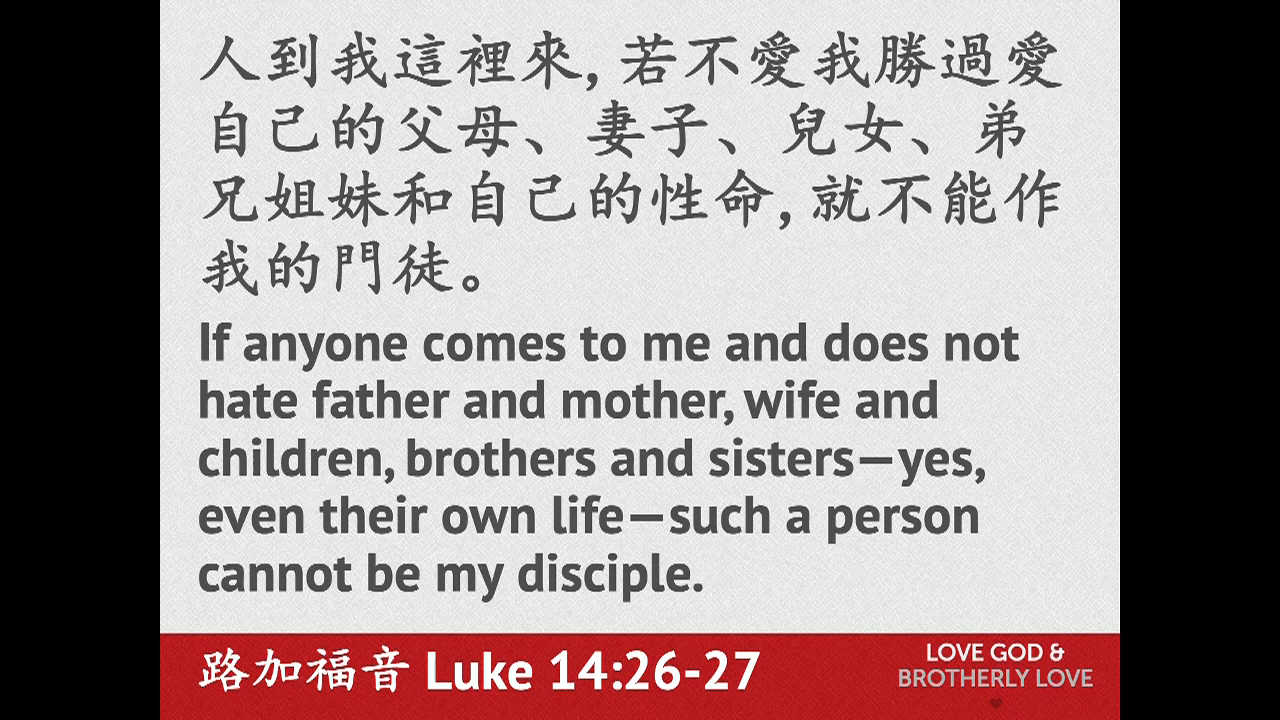 人到我這裡來,若不愛我勝過愛
自己的父母、妻子、兒女、弟
兄姐妹和自己的性命,就不能作
我的門徒。
If anyone comes to me and does not
hate father and mother, wife and
children, brothers and sisters—yes,
even their own life—such a person
cannot be my disciple.
路加福音 Luke 14:26-27
LOVE GOD &
BROTHERLY LOVE